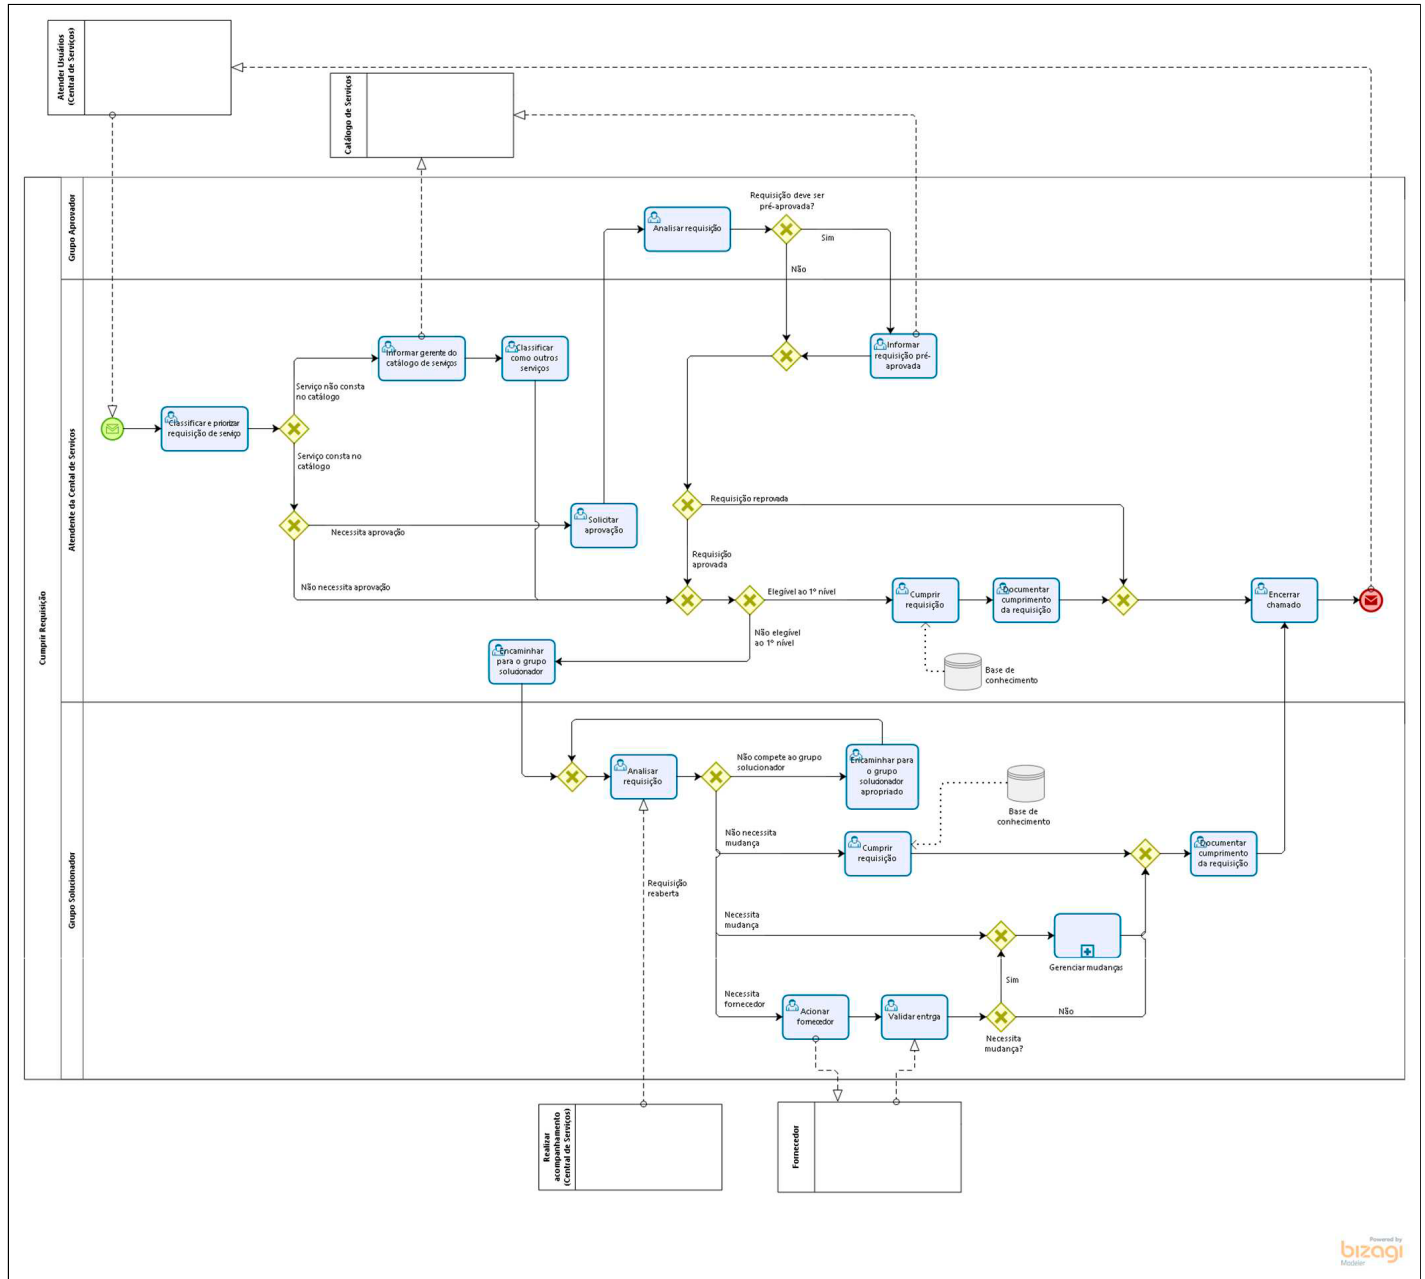 Atender Usuários
(Central de Serviços)
Catálogo de Serviços
Cumprir Requisição
Grupo Aprovador
Requisição deve ser
pré-aprovada?
Analisar requisição
Sim
Não
Atendente da Cental de Serviços
Informar gerente do
catálogo de serviços
Classificar
como outros
serviços
Informar
requisição pré-
aprovada
Serviço não consta
no catálogo
Classificar e priorizar
requisição de serviço
Serviço consta no
catálogo
Necessita aprovação
Solicitar
aprovação
Requisição reprovada
Requisição
aprovada
Não necessita aprovação
Elegível ao 1º nível
Cumprir
requisição
Documentar
cumprimento
da requisição
Encerrar
chamado
Não elegível
ao 1º nível
Encaminhar
para o grupo
solucionador
Base de
conhecimento
Grupo Solucionador
Analisar
requisição
Não compete ao grupo
solucionador
Encaminhar para
o grupo
solucionador
apropriado
Base de
conhecimento
Não necessita
mudança
Cumprir
requisição
Documentar
cumprimento
da requisição
Requisição
reaberta
Necessita
mudança
Gerenciar mudanças
Sim
Necessita
fornecedor
Acionar
fornecedor
Validar entrga
Não
Necessita
mudança?
Realizar
acompanhamento
(Central de Serviços)
Fornecedor
Powered by
bizagi
Modeler